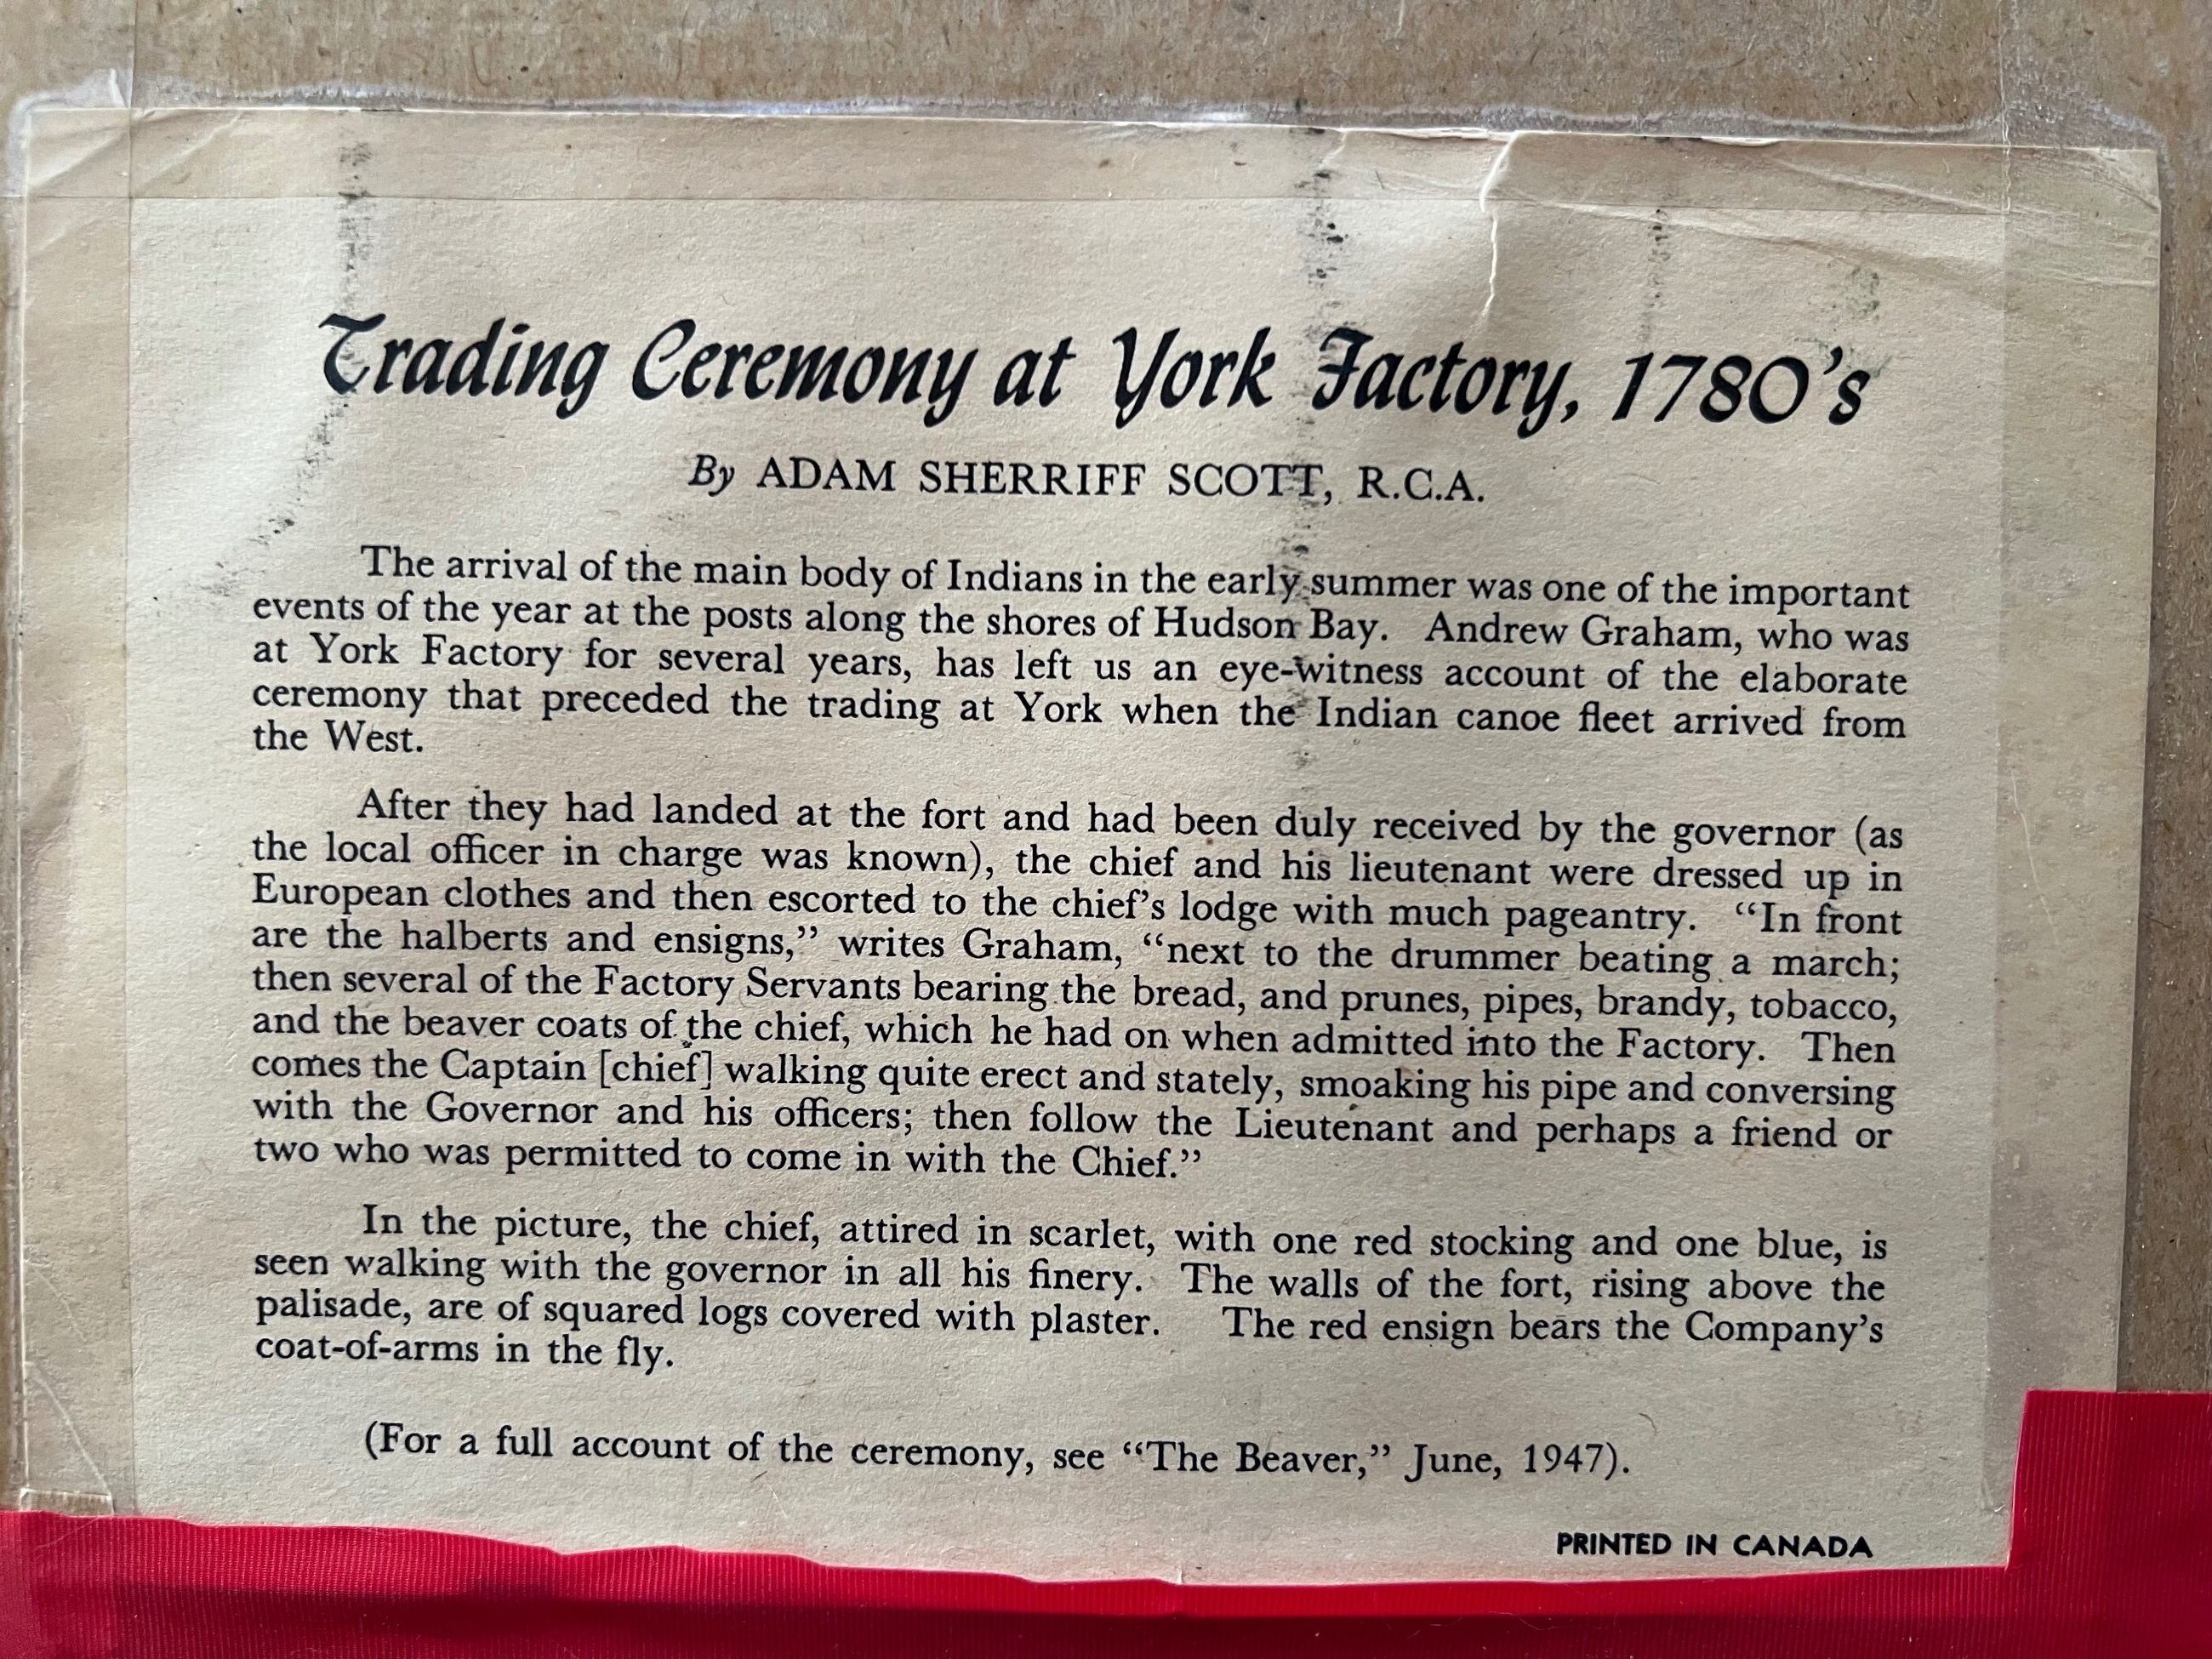 Trading Ceremony at York Factory, 1780's
By ADAM SHERRIFF SCOTT, R.C.A.
The arrival of the main body of Indians in the early summer was one of the important
events of the year at the posts along the shores of Hudson Bay. Andrew Graham, who was
at York Factory for several years, has left us an eye-witness account of the elaborate
ceremony that preceded the trading at York when the Indian canoe fleet arrived from
the West.
After they had landed at the fort and had been duly received by the governor (as
the local officer in charge was known), the chief and his lieutenant were dressed up in
European clothes and then escorted to the chief's lodge with much pageantry. “In front
are the halberts and ensigns,” writes Graham, “next to the drummer beating a march;
then several of the Factory Servants bearing the bread, and prunes, pipes, brandy, tobacco,
and the beaver coats of the chief, which he had on when admitted into the Factory. Then
comes the Captain [chief] walking quite erect and stately, smoaking his pipe and conversing
with the Governor and his officers; then follow the Lieutenant and perhaps a friend or
two who was permitted to come in with the Chief.”
In the picture, the chief, attired in scarlet, with one red stocking and one blue, is
seen walking with the governor in all his finery. The walls of the fort, rising above the
palisade, are of squared logs covered with plaster. The red ensign bears the Company's
coat-of-arms in the fly.
(For a full account of the ceremony, see “The Beaver,” June, 1947).
PRINTED IN CANADA